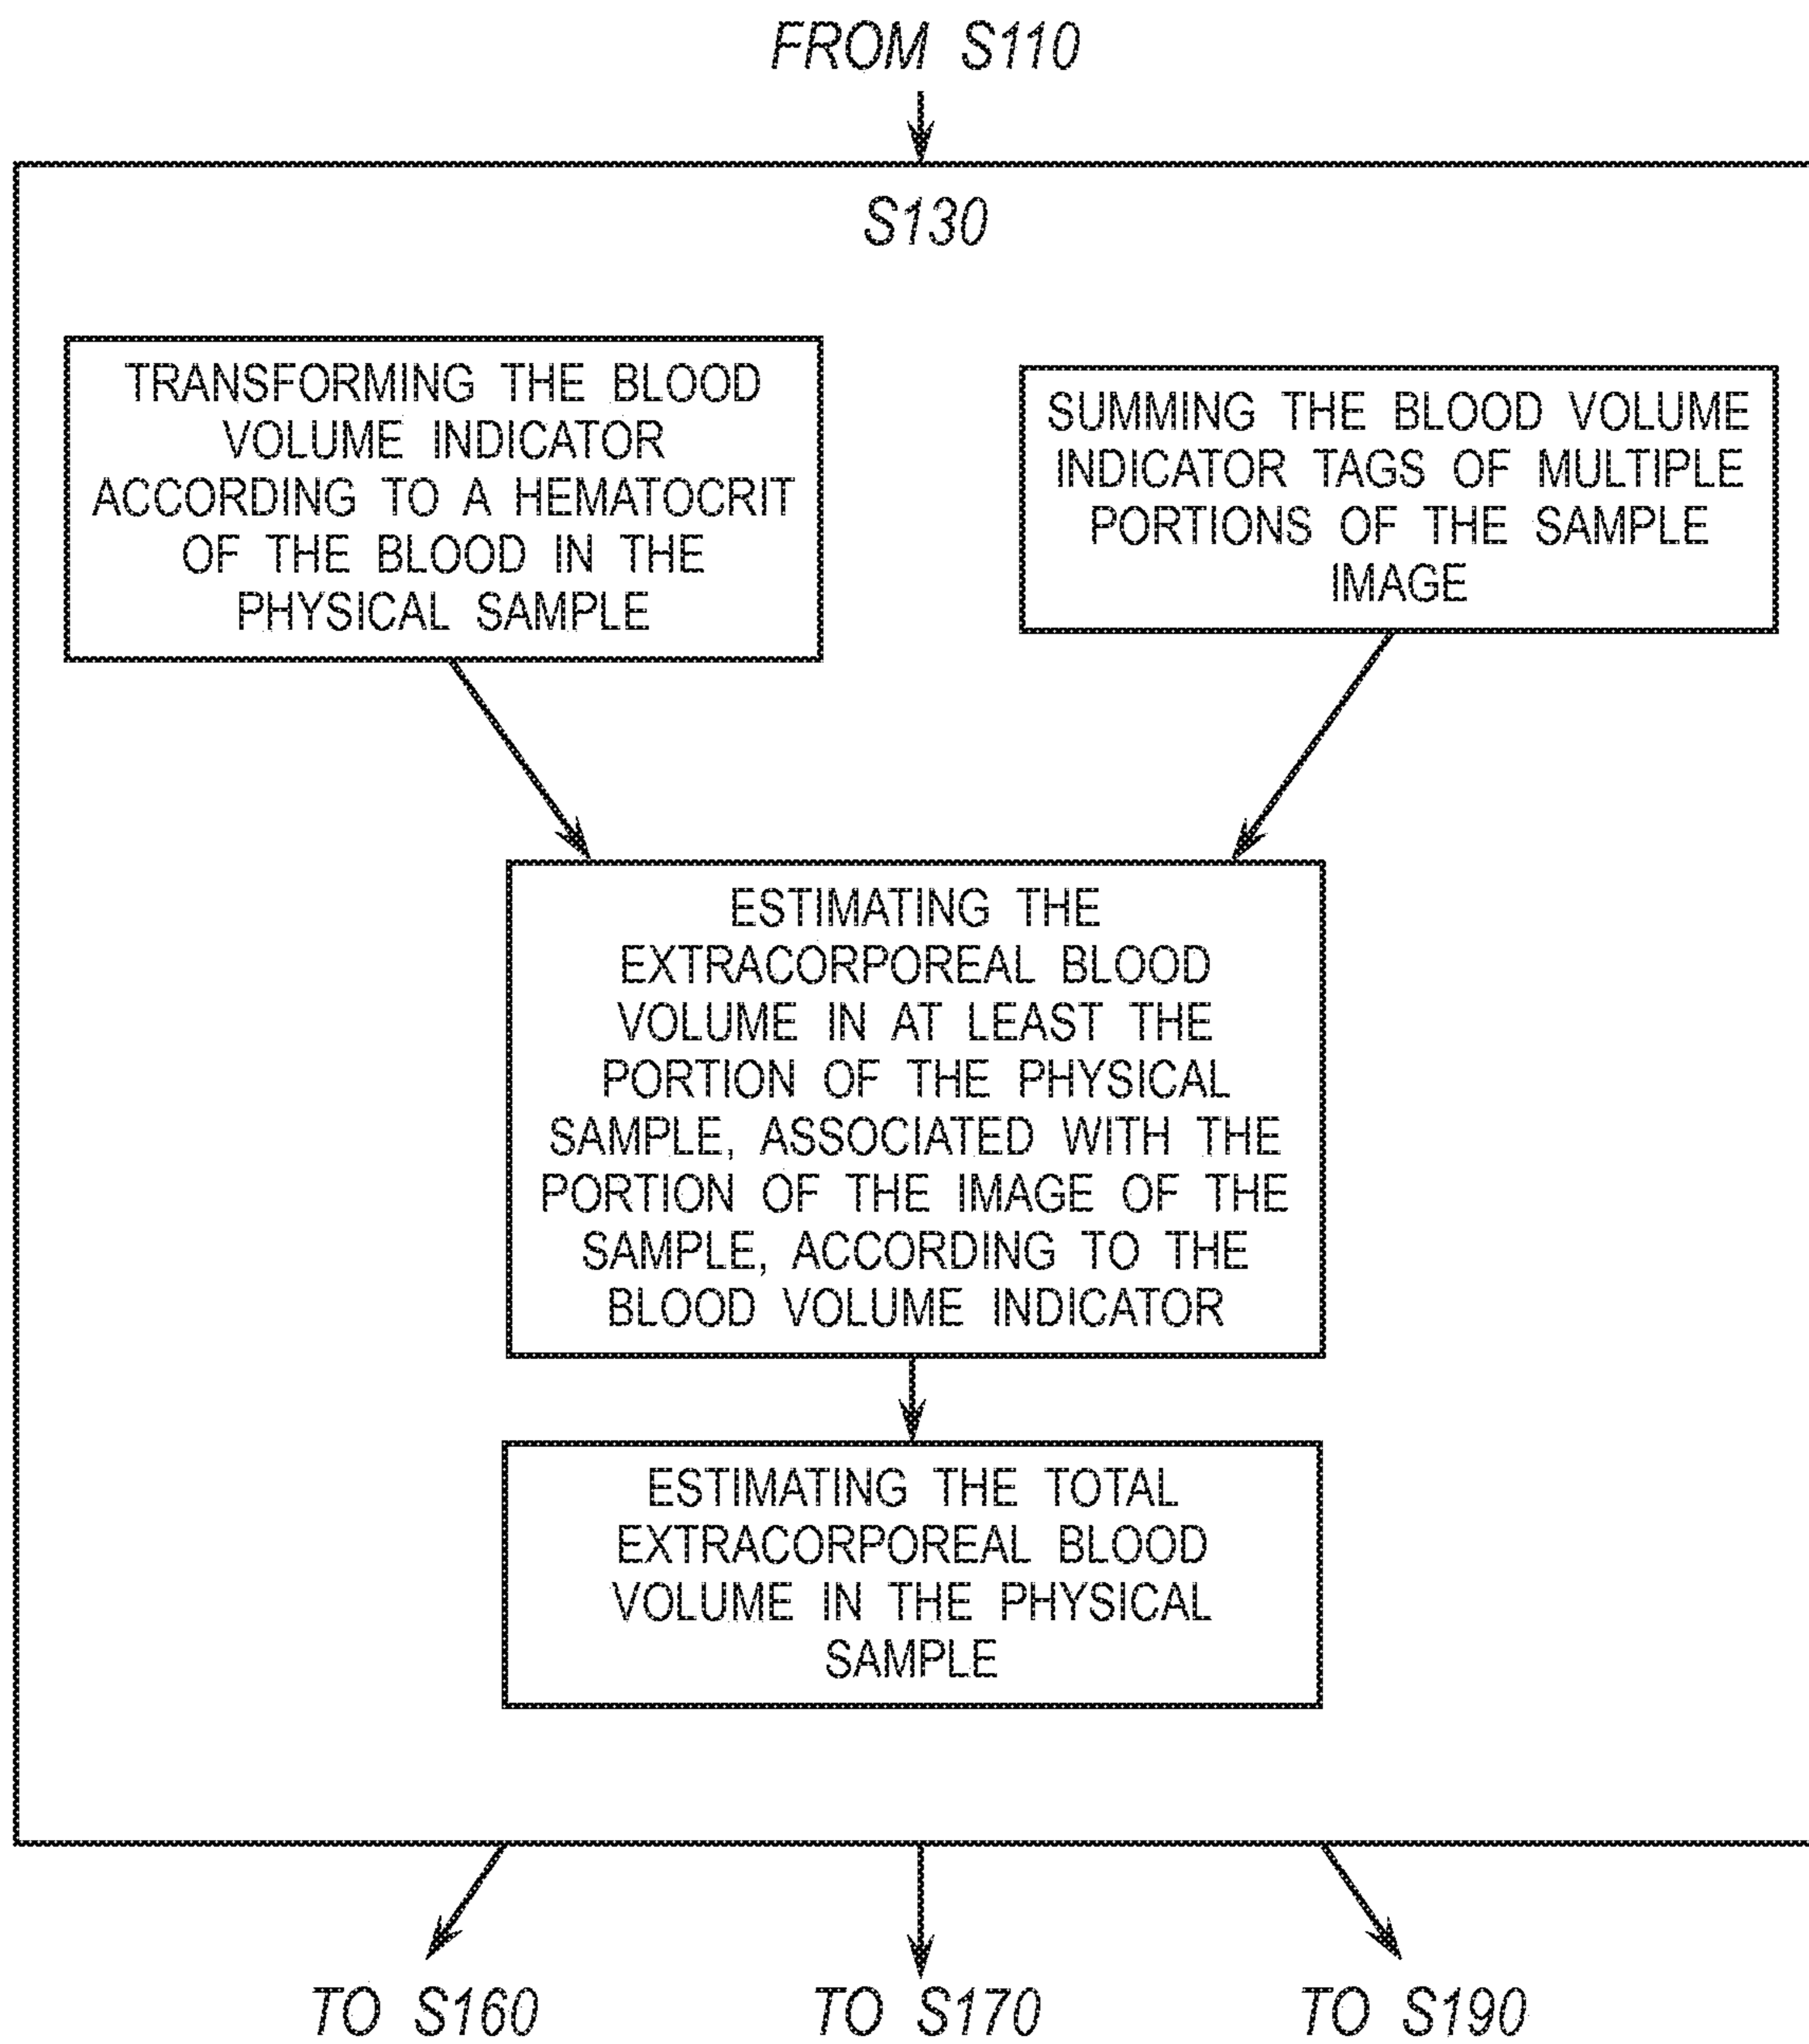 FROM S110
S130
TRANSFORMING THE BLOOD
VOLUME INDICATOR
ACCORDING TO A HEMATOCRIT
OF THE BLOOD IN THE
PHYSICAL SAMPLE
SUMMING THE BLOOD VOLUME
INDICATOR TAGS OF MULTIPLE
PORTIONS OF THE SAMPLE
IMAGE
ESTIMATING THE
EXTRACORPOREAL BLOOD
VOLUME IN AT LEAST THE
PORTION OF THE PHYSICAL
SAMPLE, ASSOCIATED WITH THE
PORTION OF THE IMAGE OF THE
SAMPLE, ACCORDING TO THE
BLOOD VOLUME INDICATOR
ESTIMATING THE TOTAL
EXTRACORPOREAL BLOOD
VOLUME IN THE PHYSICAL
SAMPLE
TO S160
TO S170
TO S190